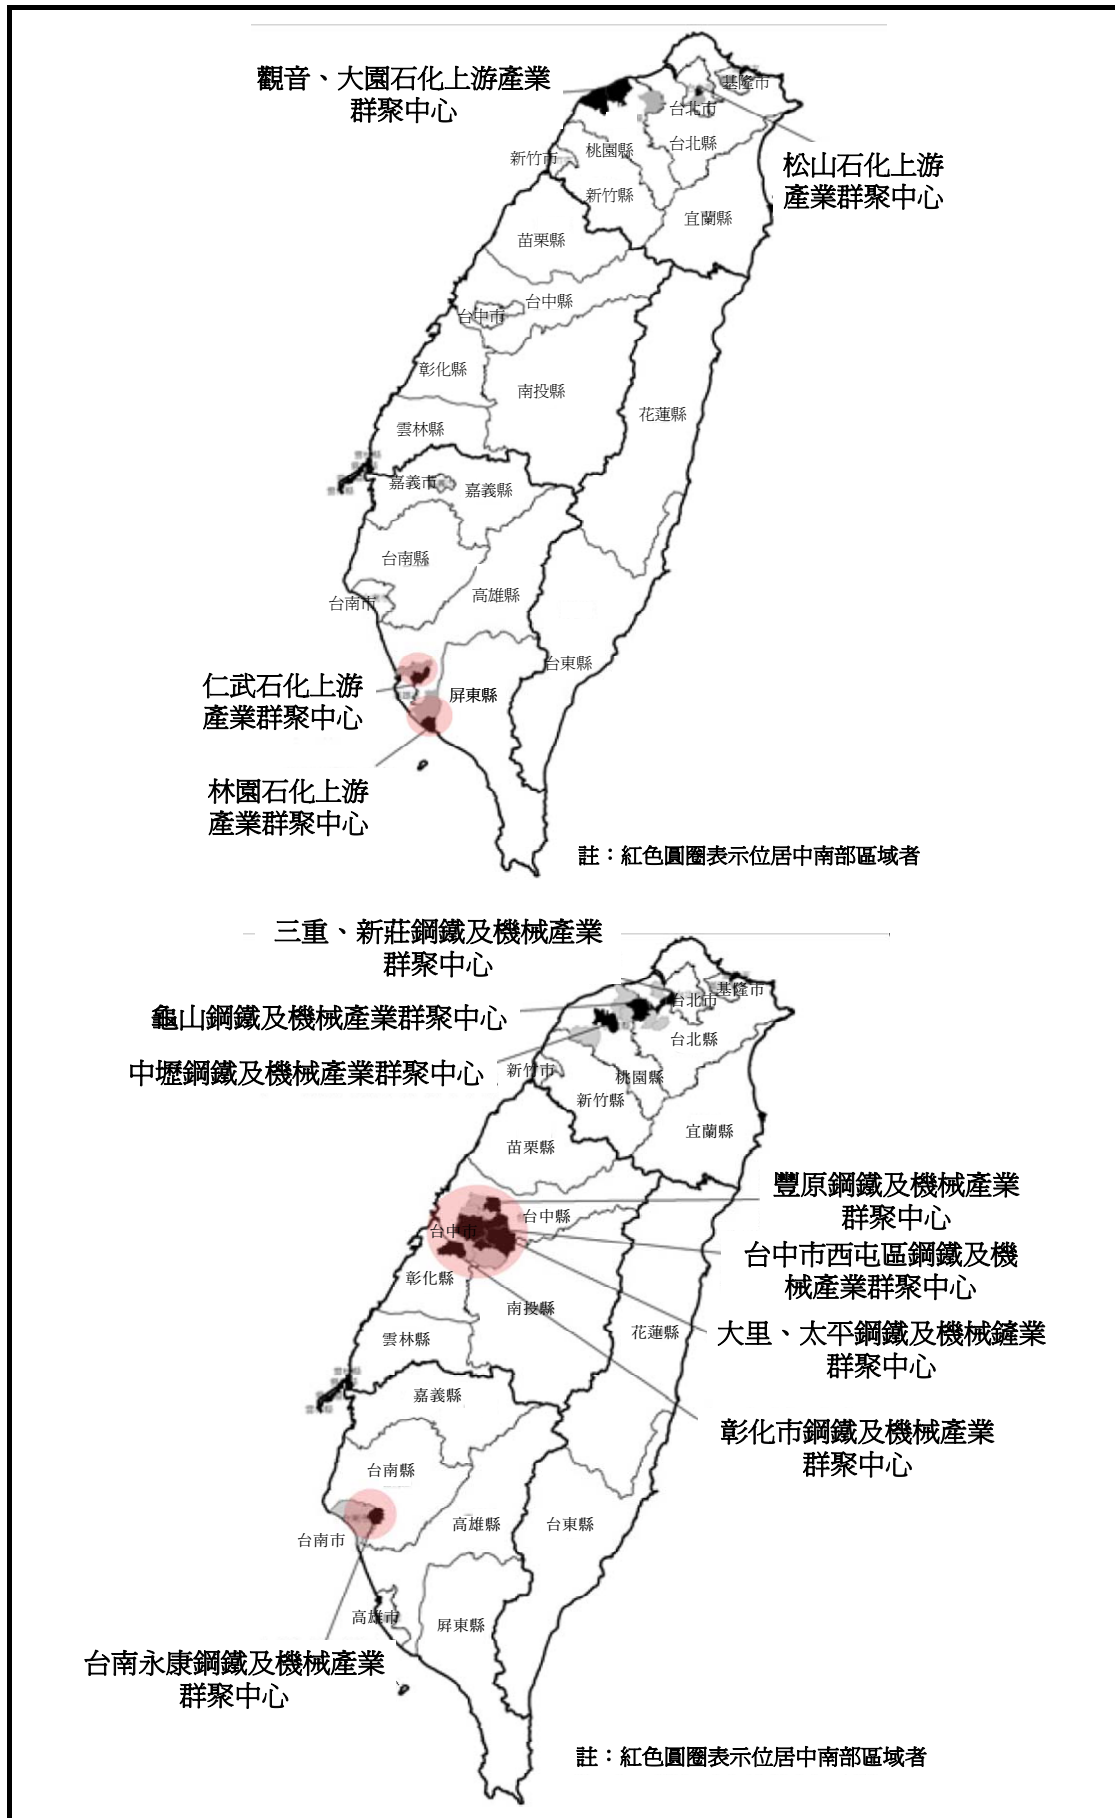 觀音、大園石化上游產業
群聚中心
基隆市
台北市
松山石化上游
產業群聚中心
桃園縣
台北縣
新竹市
新竹縣
宜蘭縣
苗栗縣
台中縣
台中市
彰化縣
南投縣
花蓮縣
雲林縣
嘉義市
嘉義縣
台南縣
高雄縣
台南市
台東縣
仁武石化上游
產業群聚中心
屏東縣
林園石化上游
產業群聚中心
註：紅色圓圈表示位居中南部區域者
三重、新莊鋼鐵及機械產業
群聚中心
基隆市
台北市
龜山鋼鐵及機械產業群聚中心
台北縣
中壢鋼鐵及機械產業群聚中心
新竹市
桃園縣
新竹縣
宜蘭縣
苗栗縣
豐原鋼鐵及機械產業
群聚中心
台中縣
台中市
台中市西屯區鋼鐵及機
械產業群聚中心
彰化縣
南投縣
大里、太平鋼鐵及機械鏟業
群聚中心
花蓮縣
雲林縣
嘉義縣
彰化市鋼鐵及機械產業
群聚中心
台南縣
高雄縣
台東縣
台南市
高雄市
屏東縣
台南永康鋼鐵及機械產業
群聚中心
註：紅色圓圈表示位居中南部區域者